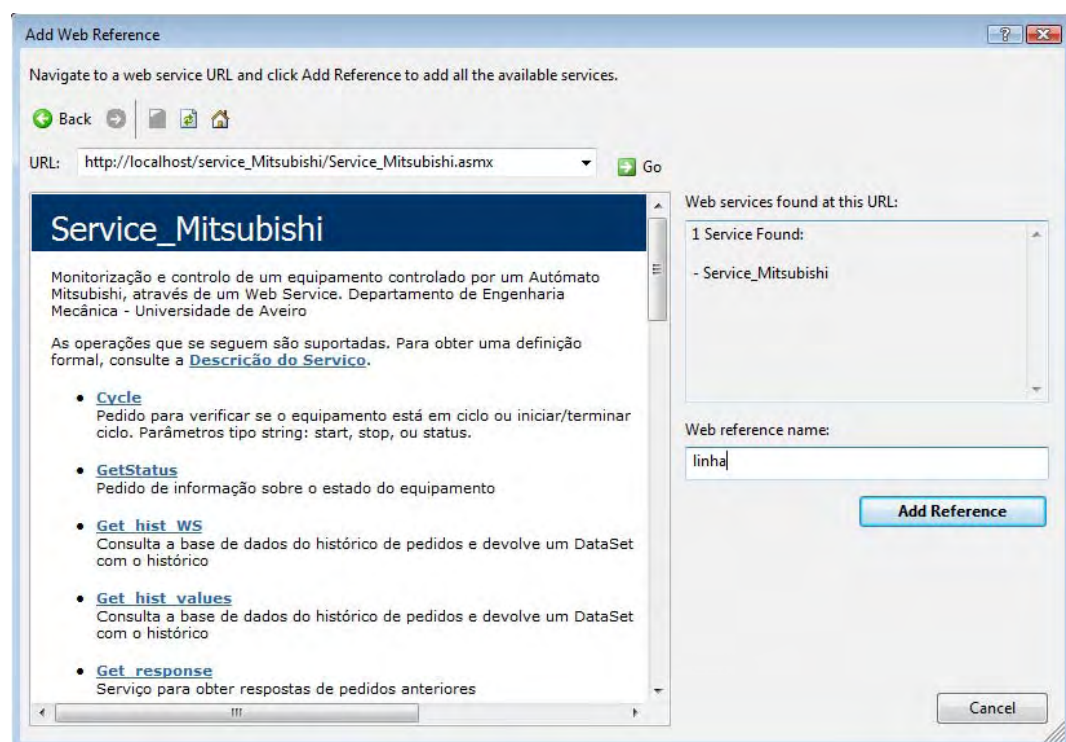 Add Web Reference
Navigate to a web service URL and click Add Reference to add all the available services.
Back
URL: http://localhost/service_Mitsubishi/Service_Mitsubishi.asmx Go
Service_Mitsubishi
Monitorização e controlo de um equipamento controlado por um Autómato
Mitsubishi, através de um Web Service. Departamento de Engenharia
Mecânica - Universidade de Aveiro
As operações que se seguem são suportadas. Para obter uma definição
formal, consulte a Descrição do Serviço.
• Cycle
Pedido para verificar se o equipamento está em ciclo ou iniciar/terminar
ciclo. Parâmetros tipo string: start, stop, ou status.
• GetStatus
Pedido de informação sobre o estado do equipamento
• Get_hist_WS
Consulta a base de dados do histórico de pedidos e devolve um DataSet
com o histórico
• Get_hist_values
Consulta a base de dados do histórico de pedidos e devolve um DataSet
com o histórico
• Get_response
Serviço para obter respostas de pedidos anteriores
Web services found at this URL:
1 Service Found:
- Service_Mitsubishi
Web reference name:
linha
Add Reference
Cancel